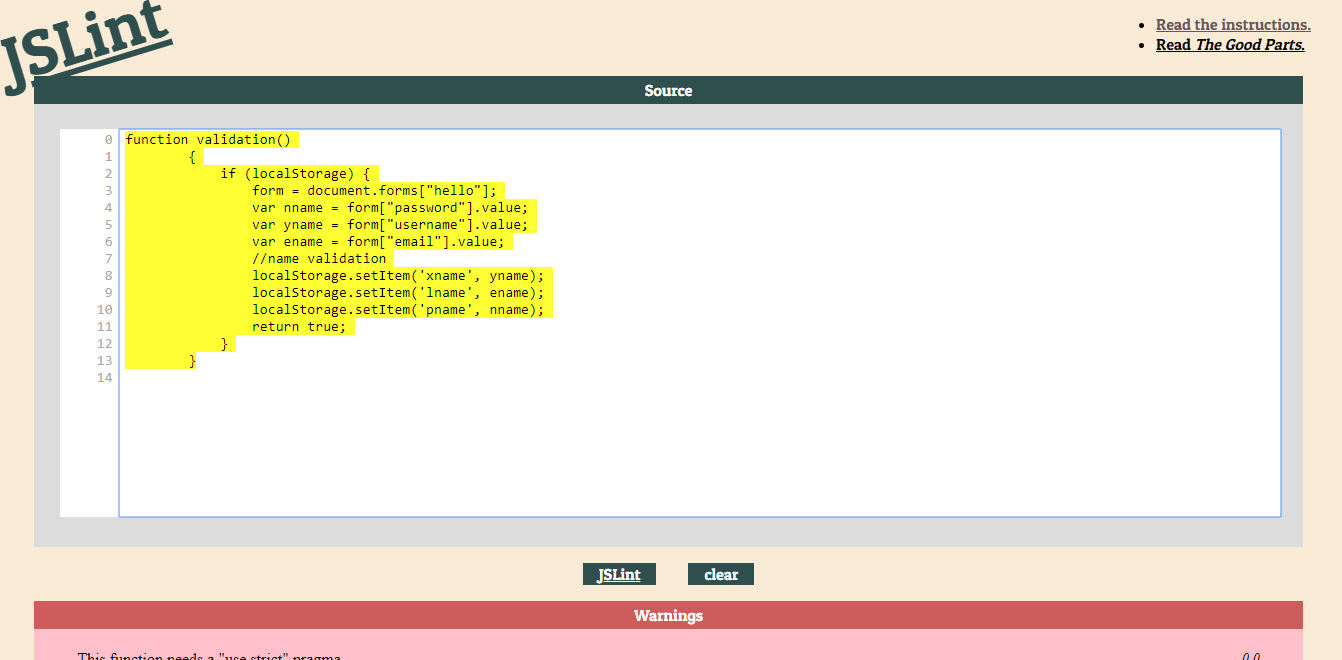 JSLint
Read the instructions.
Read The Good Parts.
Source
0 function validation()
1 {
2 if (localStorage) {
3 form = document.forms["hello"];
4 var nname = form["password"].value;
5 var yname = form["username"].value;
6 var ename = form["email"].value;
7 //name validation
8 localStorage.setItem('xname', yname);
9 localStorage.setItem('lname', ename);
10 localStorage.setItem('pname', nname);
11 return true;
12 }
13 }
14
JSLint clear
Warnings
This function needs a "use strict" pragma. 0.0